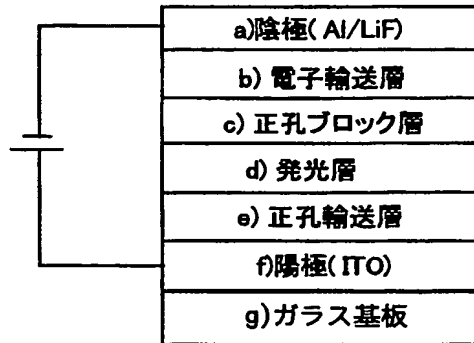 a)陰極( Al/LiF)
b) 電子輸送層
c) 正孔ブロック層
d) 発光層
e) 正孔輸送層
f)陽極( ITO)
g)ガラス基板